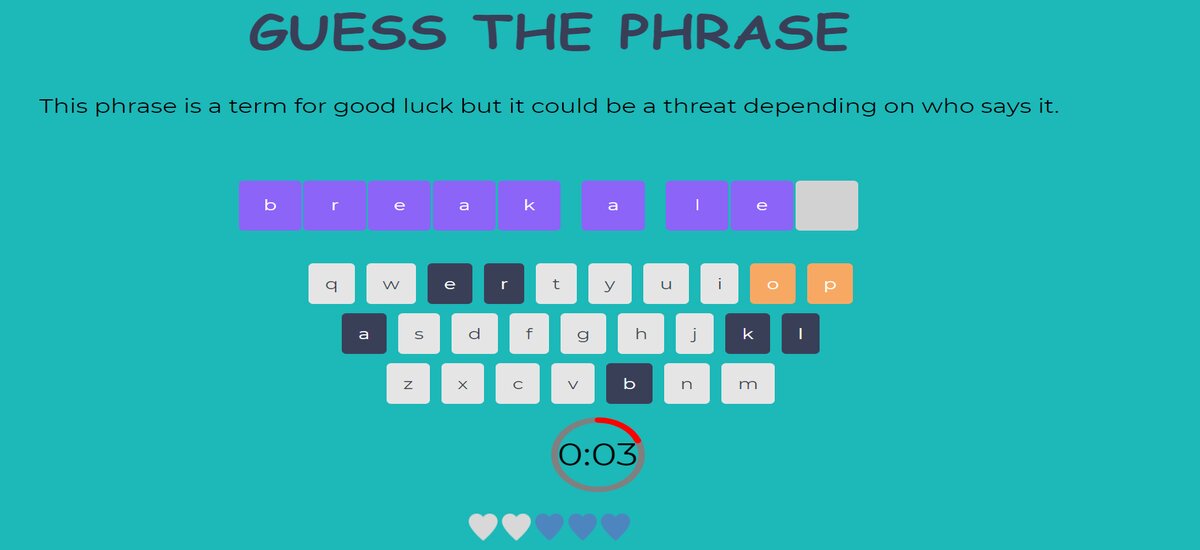 GUESS THE PHRASE
This phrase is a term for good luck but it could be a threat depending on who says it.
b r e a k a l e
q w e r t y u i o p
a s d f g h j k l
z x c v b n m
0:03